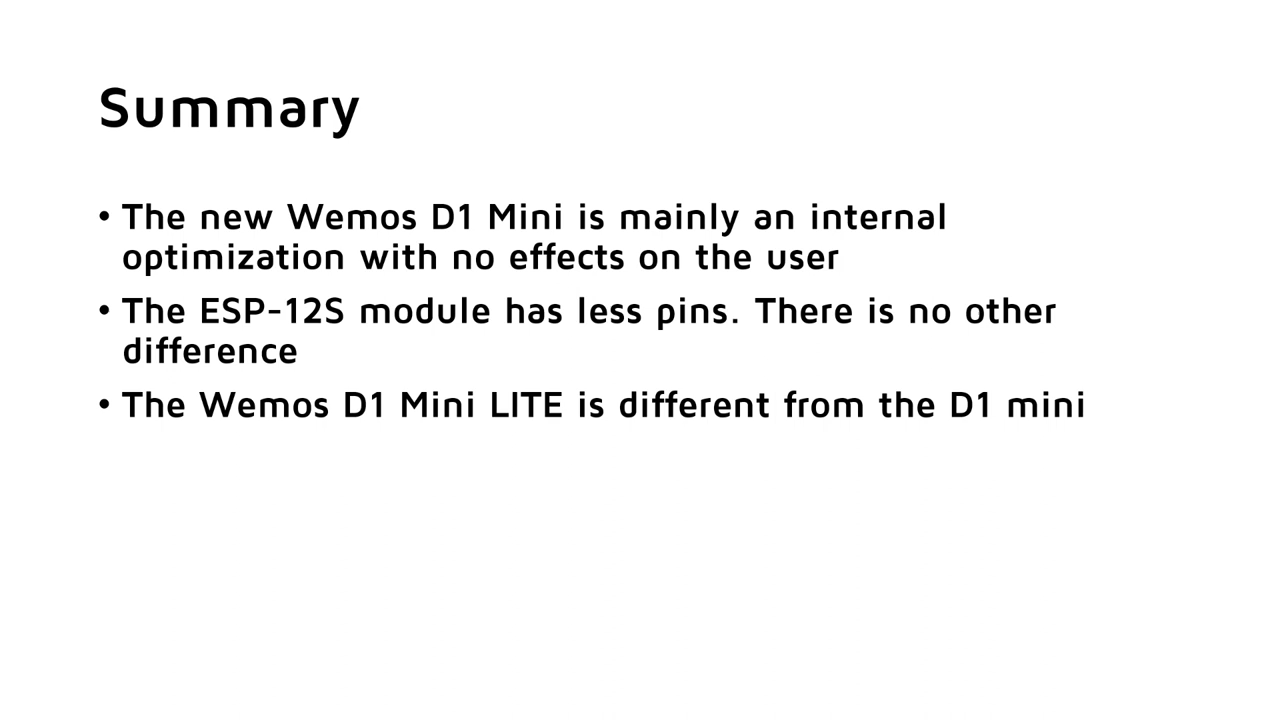 Summary
• The new Wemos D1 Mini is mainly an internal
optimization with no effects on the user
• The ESP-12S module has less pins. There is no other
difference
• The Wemos D1 Mini LITE is different from the D1 mini